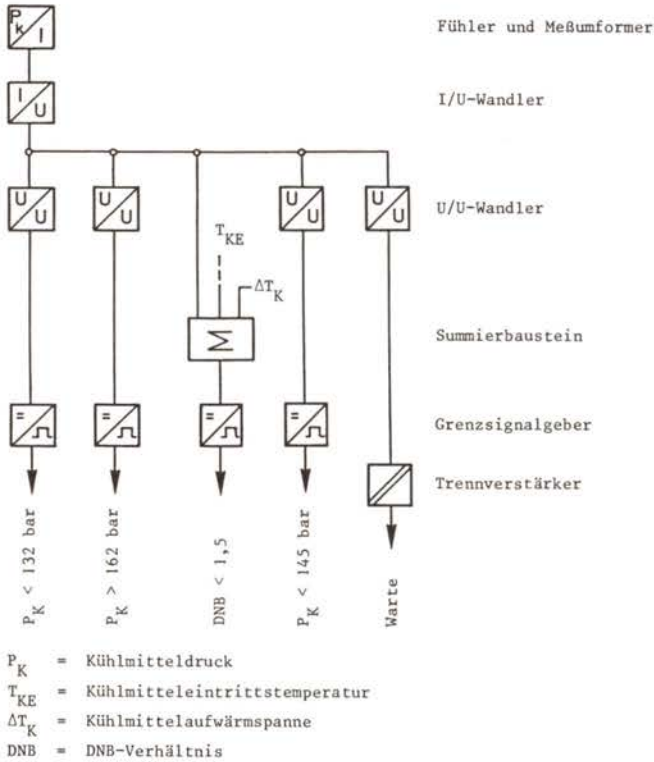 P_k I
Fühler und Meßumformer
I U
I/U-Wandler
U U
U U
U U
U U
U/U-Wandler
T_KE
ΔT_K
Σ
Summierbaustein
=
=
=
=
Grenzsignalgeber
Trennverstärker
P_K < 132 bar
P_K > 162 bar
DNB < 1,5
P_K < 145 bar
Warte
P_K = Kühlmitteldruck
T_KE = Kühlmitteleintrittstemperatur
ΔT_K = Kühlmittelaufwärmspanne
DNB = DNB-Verhältnis